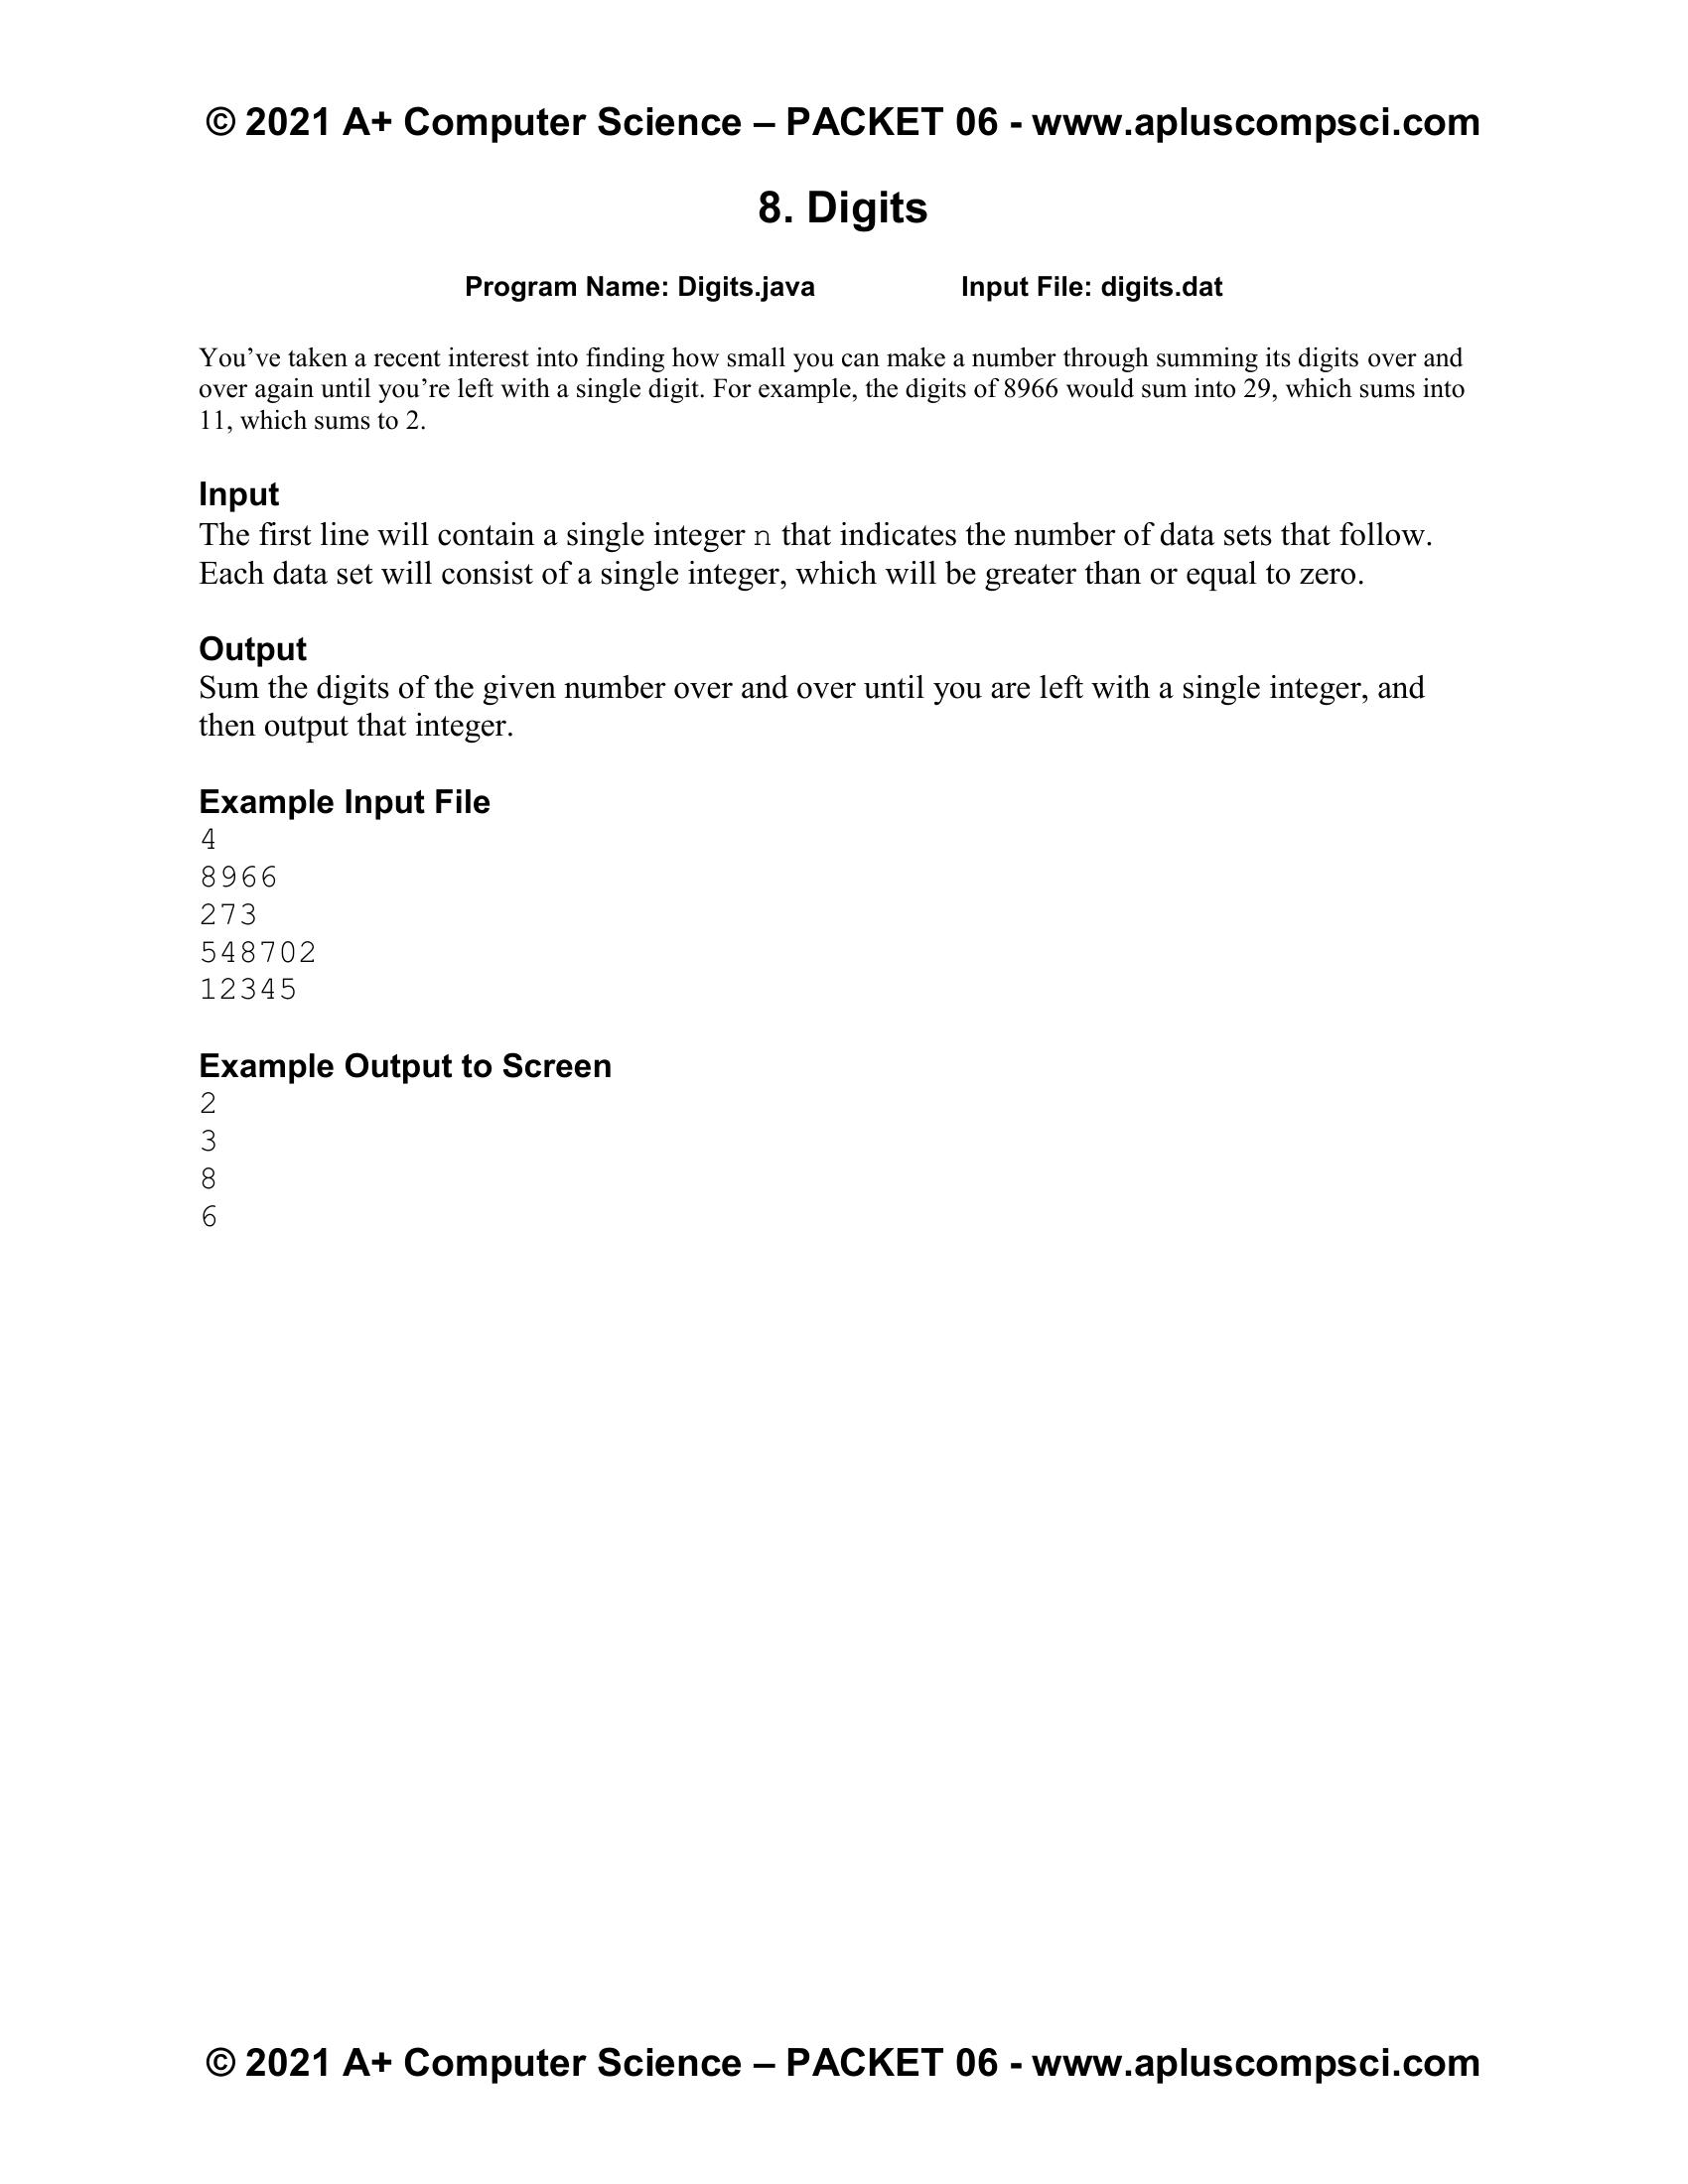 © 2021 A+ Computer Science – PACKET 06 - www.apluscompsci.com
8. Digits
Program Name: Digits.java Input File: digits.dat
You’ve taken a recent interest into finding how small you can make a number through summing its digits over and
over again until you’re left with a single digit. For example, the digits of 8966 would sum into 29, which sums into
11, which sums to 2.
Input
The first line will contain a single integer n that indicates the number of data sets that follow.
Each data set will consist of a single integer, which will be greater than or equal to zero.
Output
Sum the digits of the given number over and over until you are left with a single integer, and
then output that integer.
Example Input File
4
8966
273
548702
12345
Example Output to Screen
2
3
8
6
© 2021 A+ Computer Science – PACKET 06 - www.apluscompsci.com